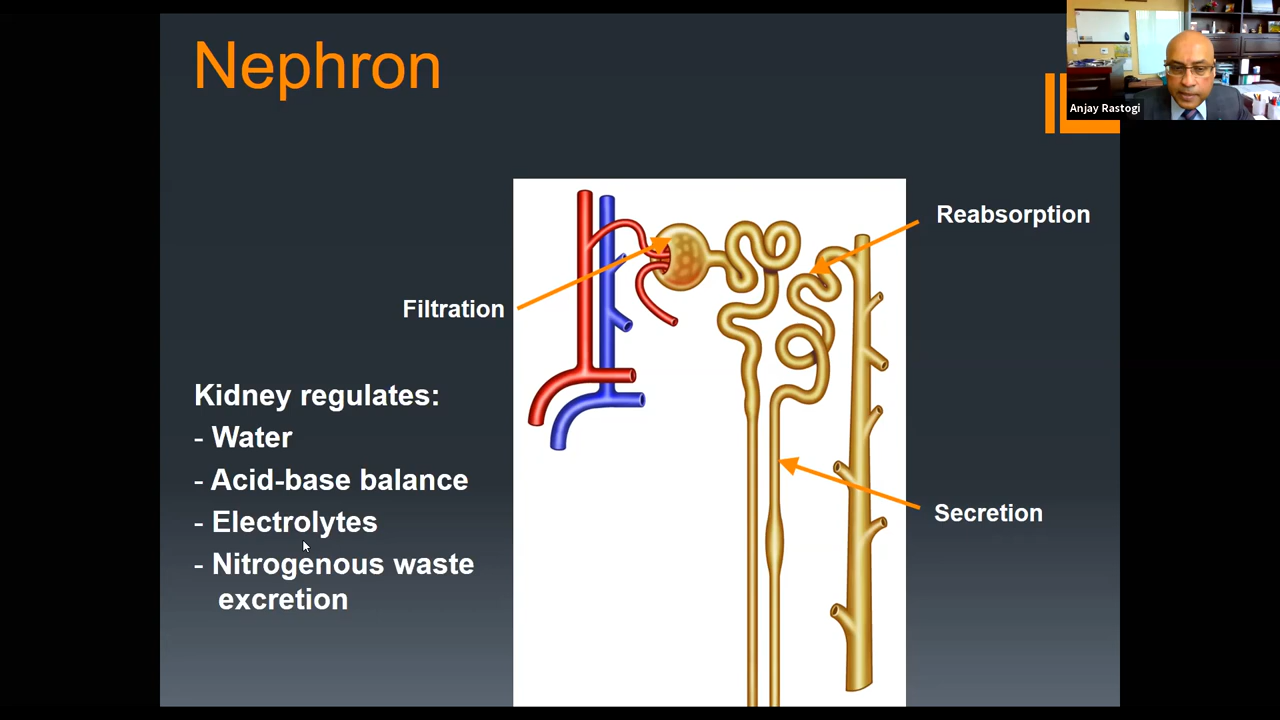 Nephron
Anjay Rastogi
Reabsorption
Filtration
Kidney regulates:
- Water
- Acid-base balance
- Electrolytes
- Nitrogenous waste
excretion
Secretion